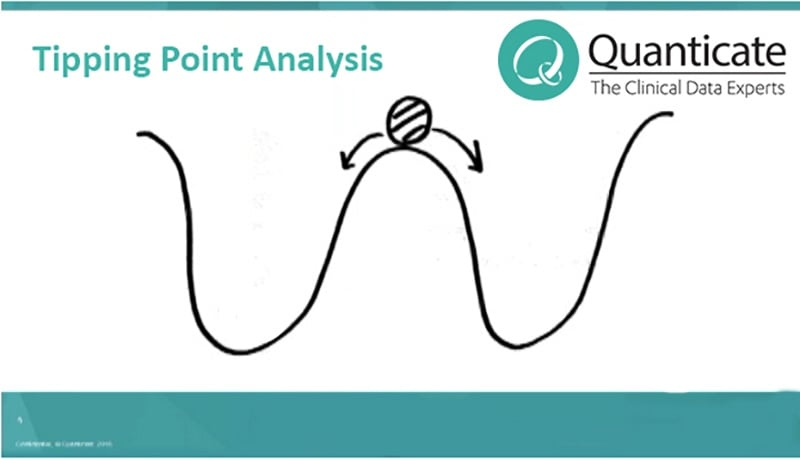 Tipping Point Analysis
Quanticate
The Clinical Data Experts